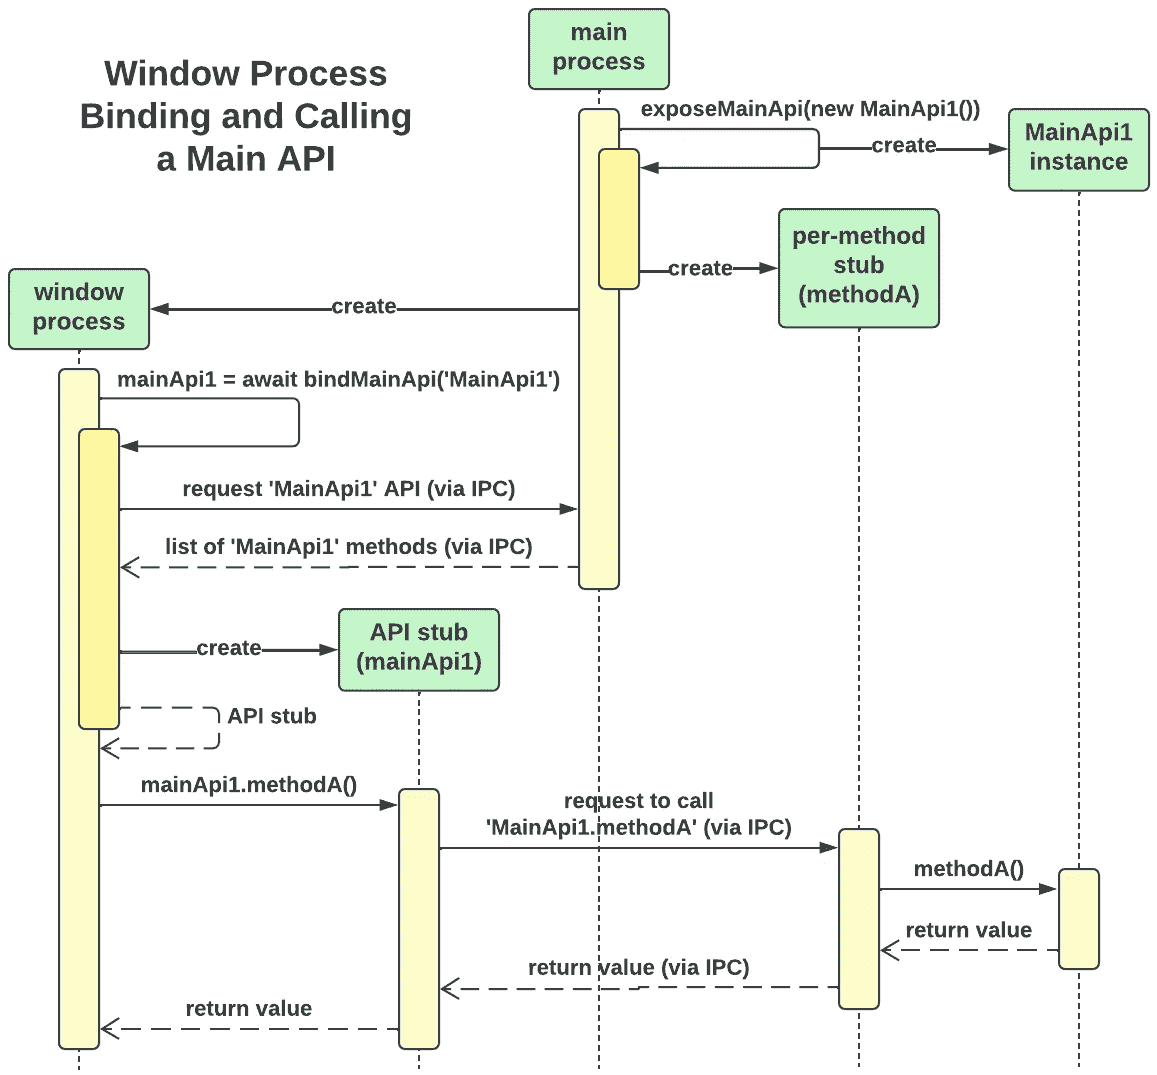 Window Process
Binding and Calling
a Main API
main
process
exposeMainApi(new MainApi1())
create
MainApi1
instance
per-method
stub
(methodA)
create
window
process
create
mainApi1 = await bindMainApi('MainApi1')
request 'MainApi1' API (via IPC)
list of 'MainApi1' methods (via IPC)
create
API stub
(mainApi1)
API stub
mainApi1.methodA()
request to call
'MainApi1.methodA' (via IPC)
methodA()
return value
return value (via IPC)
return value